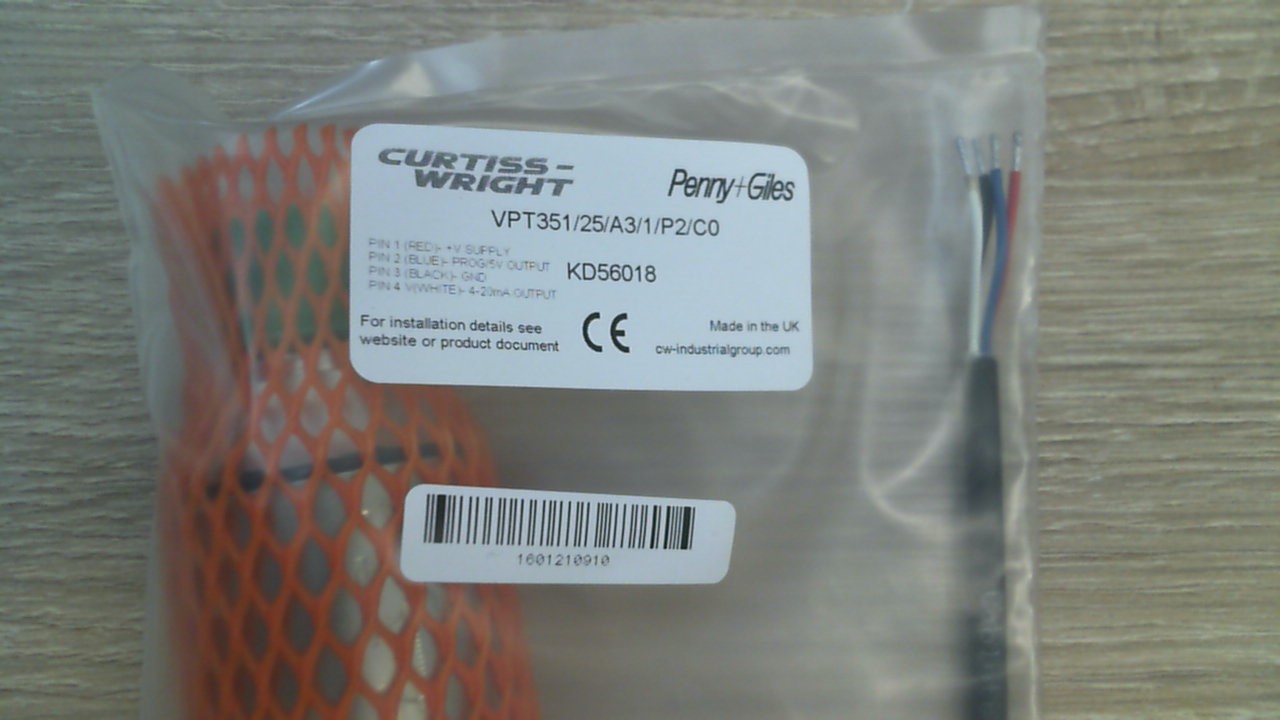 CURTISS-
WRIGHT
Penny+Giles
VPT351/25/A3/1/P2/C0
PIN 1 (RED)- +V SUPPLY
PIN 2 (BLUE)- PROG/5V OUTPUT
PIN 3 (BLACK)- GND
PIN 4 V(WHITE)- 4-20mA OUTPUT
KD56018
For installation details see
website or product document
CE
Made in the UK
cw-industrialgroup.com
1601210910